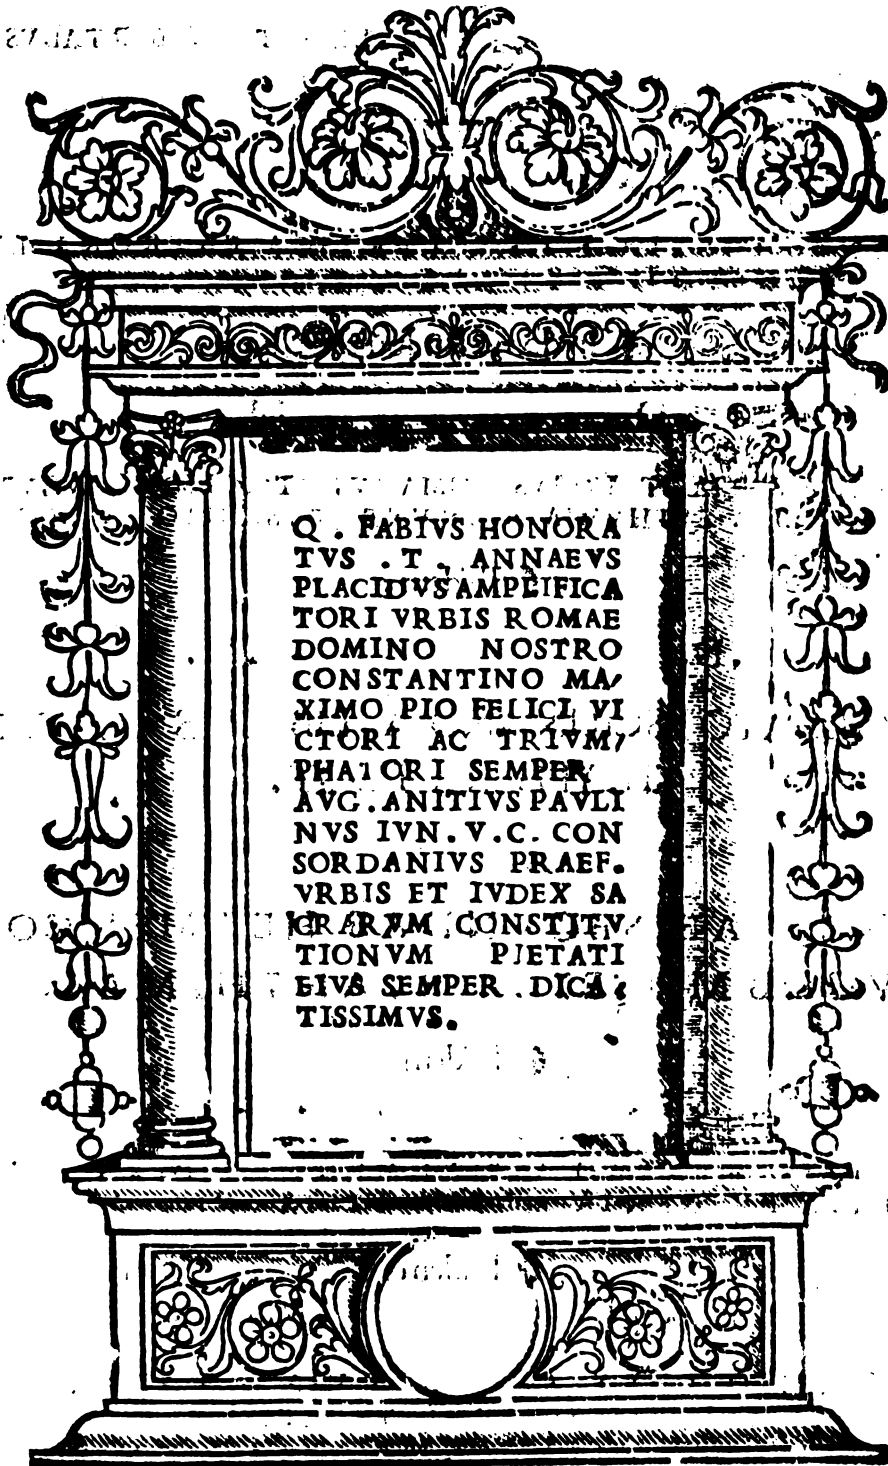 Q . FABIVS HONORA
TVS . T . ANNAEVS
PLACIDVS AMPLIFICA
TORI VRBIS ROMAE
DOMINO NOSTRO
CONSTANTINO MA/
XIMO PIO FELICI VI
CTORI AC TRIVM/
PHATORI SEMPER
AVG . ANITIVS PAVLI
NVS IVN . V . C . CON
SORDANIVS PRAEF.
VRBIS ET IVDEX SA
CRARVM CONSTITV
TIONVM PIETATI
EIVS SEMPER DICA/
TISSIMVS.